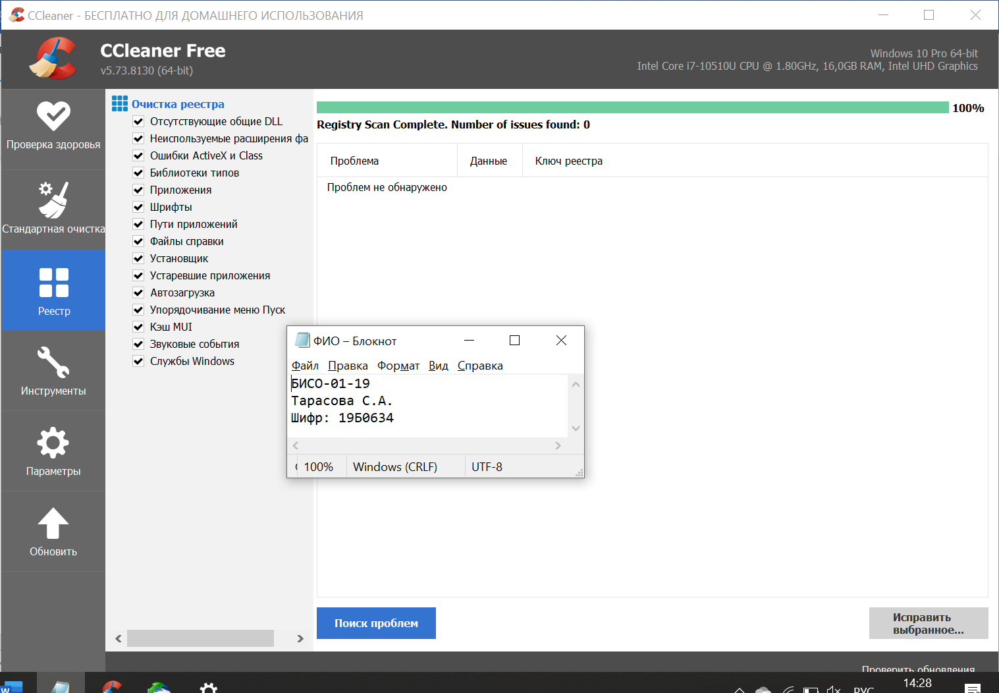 CCleaner - БЕСПЛАТНО ДЛЯ ДОМАШНЕГО ИСПОЛЬЗОВАНИЯ
CCleaner Free
v5.73.8130 (64-bit)
Windows 10 Pro 64-bit
Intel Core i7-10510U CPU @ 1.80GHz, 16,0GB RAM, Intel UHD Graphics
Проверка здоровья
Стандартная очистка
Реестр
Инструменты
Параметры
Обновить
Очистка реестра
Отсутствующие общие DLL
Неиспользуемые расширения фа
Ошибки ActiveX и Class
Библиотеки типов
Приложения
Шрифты
Пути приложений
Файлы справки
Установщик
Устаревшие приложения
Автозагрузка
Упорядочивание меню Пуск
Кэш MUI
Звуковые события
Службы Windows
100%
Registry Scan Complete. Number of issues found: 0
Проблема Данные Ключ реестра
Проблем не обнаружено
ФИО – Блокнот
Файл Правка Формат Вид Справка
БИСО-01-19
Тарасова С.А.
Шифр: 19Б0634
100% Windows (CRLF) UTF-8
Поиск проблем
Исправить
выбранное...
Проверить обновления
W
РУС
14:28